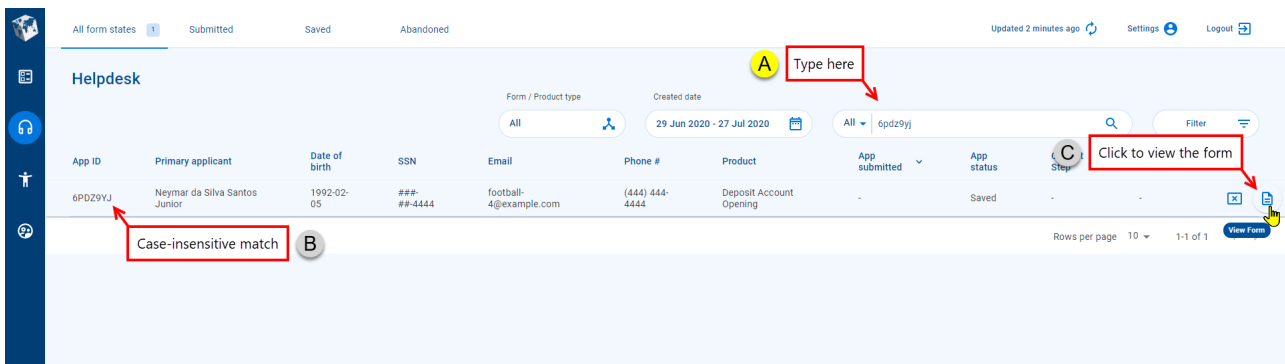 All form states 1 Submitted Saved Abandoned Updated 2 minutes ago Settings Logout
A Type here
Helpdesk
Form / Product type Created date
All 29 Jun 2020 - 27 Jul 2020 All 6pdz9yj Filter
C Click to view the form
App ID Primary applicant Date of birth SSN Email Phone # Product App submitted App status Step
6PDZ9YJ Neymar da Silva Santos Junior 1992-02-05 ###-##-4444 football-4@example.com (444) 444-4444 Deposit Account Opening - Saved - -
Case-insensitive match B
View Form
Rows per page 10 1-1 of 1